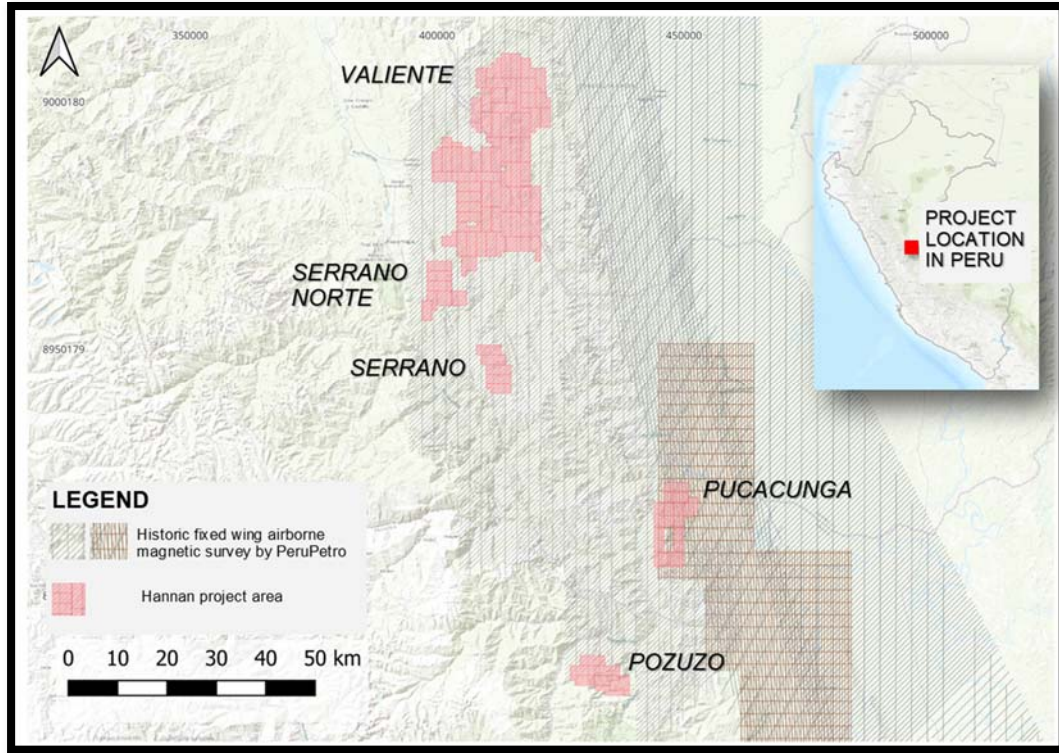 350000
400000
450000
500000
VALIENTE
9000180
PROJECT
LOCATION
IN PERU
SERRANO
NORTE
8950179
SERRANO
PUCACUNGA
LEGEND
Historic fixed wing airborne
magnetic survey by PeruPetro
Hannan project area
0 10 20 30 40 50 km
POZUZO